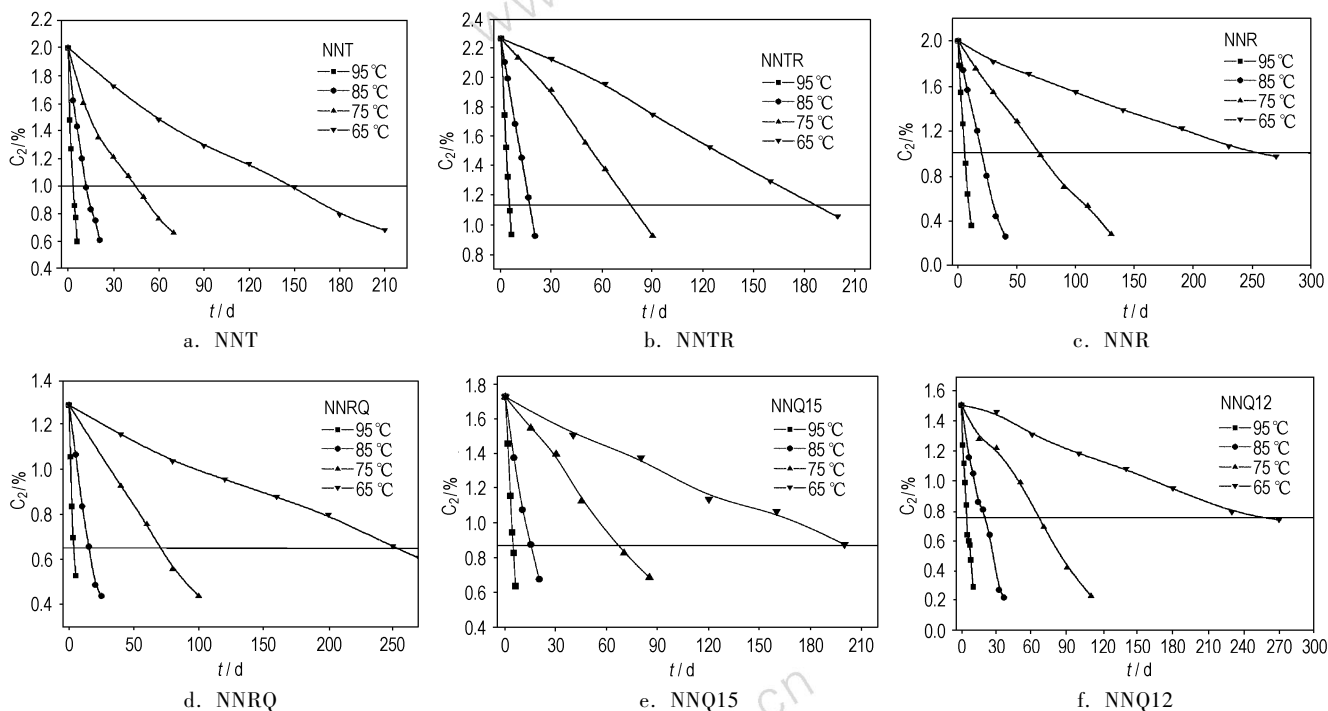 2.2
2.0
1.8
1.6
1.4
1.2
1.0
0.8
0.6
0.4
C₂/%
NNT
95℃
85℃
75℃
65℃
0 30 60 90 120 150 180 210
t / d
a. NNT
2.4
2.2
2.0
1.8
1.6
1.4
1.2
1.0
0.8
C₂/%
NNTR
95℃
85℃
75℃
65℃
0 30 60 90 120 150 180 210
t / d
b. NNTR
2.0
1.5
1.0
0.5
0.0
C₂/%
NNR
95℃
85℃
75℃
65℃
0 50 100 150 200 250 300
t / d
c. NNR
1.4
1.2
1.0
0.8
0.6
0.4
C₂/%
NNRQ
95℃
85℃
75℃
65℃
0 50 100 150 200 250
t / d
d. NNRQ
1.8
1.6
1.4
1.2
1.0
0.8
0.6
0.4
C₂/%
NNQ15
95℃
85℃
75℃
65℃
0 30 60 90 120 150 180 210
t / d
e. NNQ15
1.6
1.4
1.2
1.0
0.8
0.6
0.4
0.2
0.0
C₂/%
NNQ12
95℃
85℃
75℃
65℃
0 30 60 90 120 150 180 210 240 270 300
t / d
f. NNQ12
www
cn